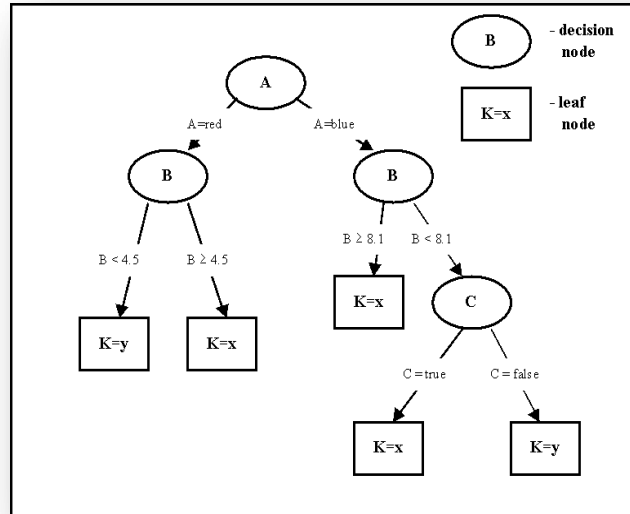 B
- decision
node
A
K=x
- leaf
node
A=red
A=blue
B
B
B < 4.5
B ≥ 4.5
B ≥ 8.1
B < 8.1
K=x
C
K=y
K=x
C = true
C = false
K=x
K=y